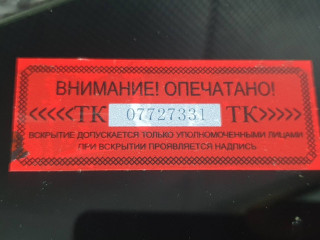 ВНИМАНИЕ! ОПЕЧАТАНО!
<<<<<ТК 07727331 ТК>>>>>
ВСКРЫТИЕ ДОПУСКАЕТСЯ ТОЛЬКО УПОЛНОМОЧЕННЫМИ ЛИЦАМИ
ПРИ ВСКРЫТИИ ПРОЯВЛЯЕТСЯ НАДПИСЬ